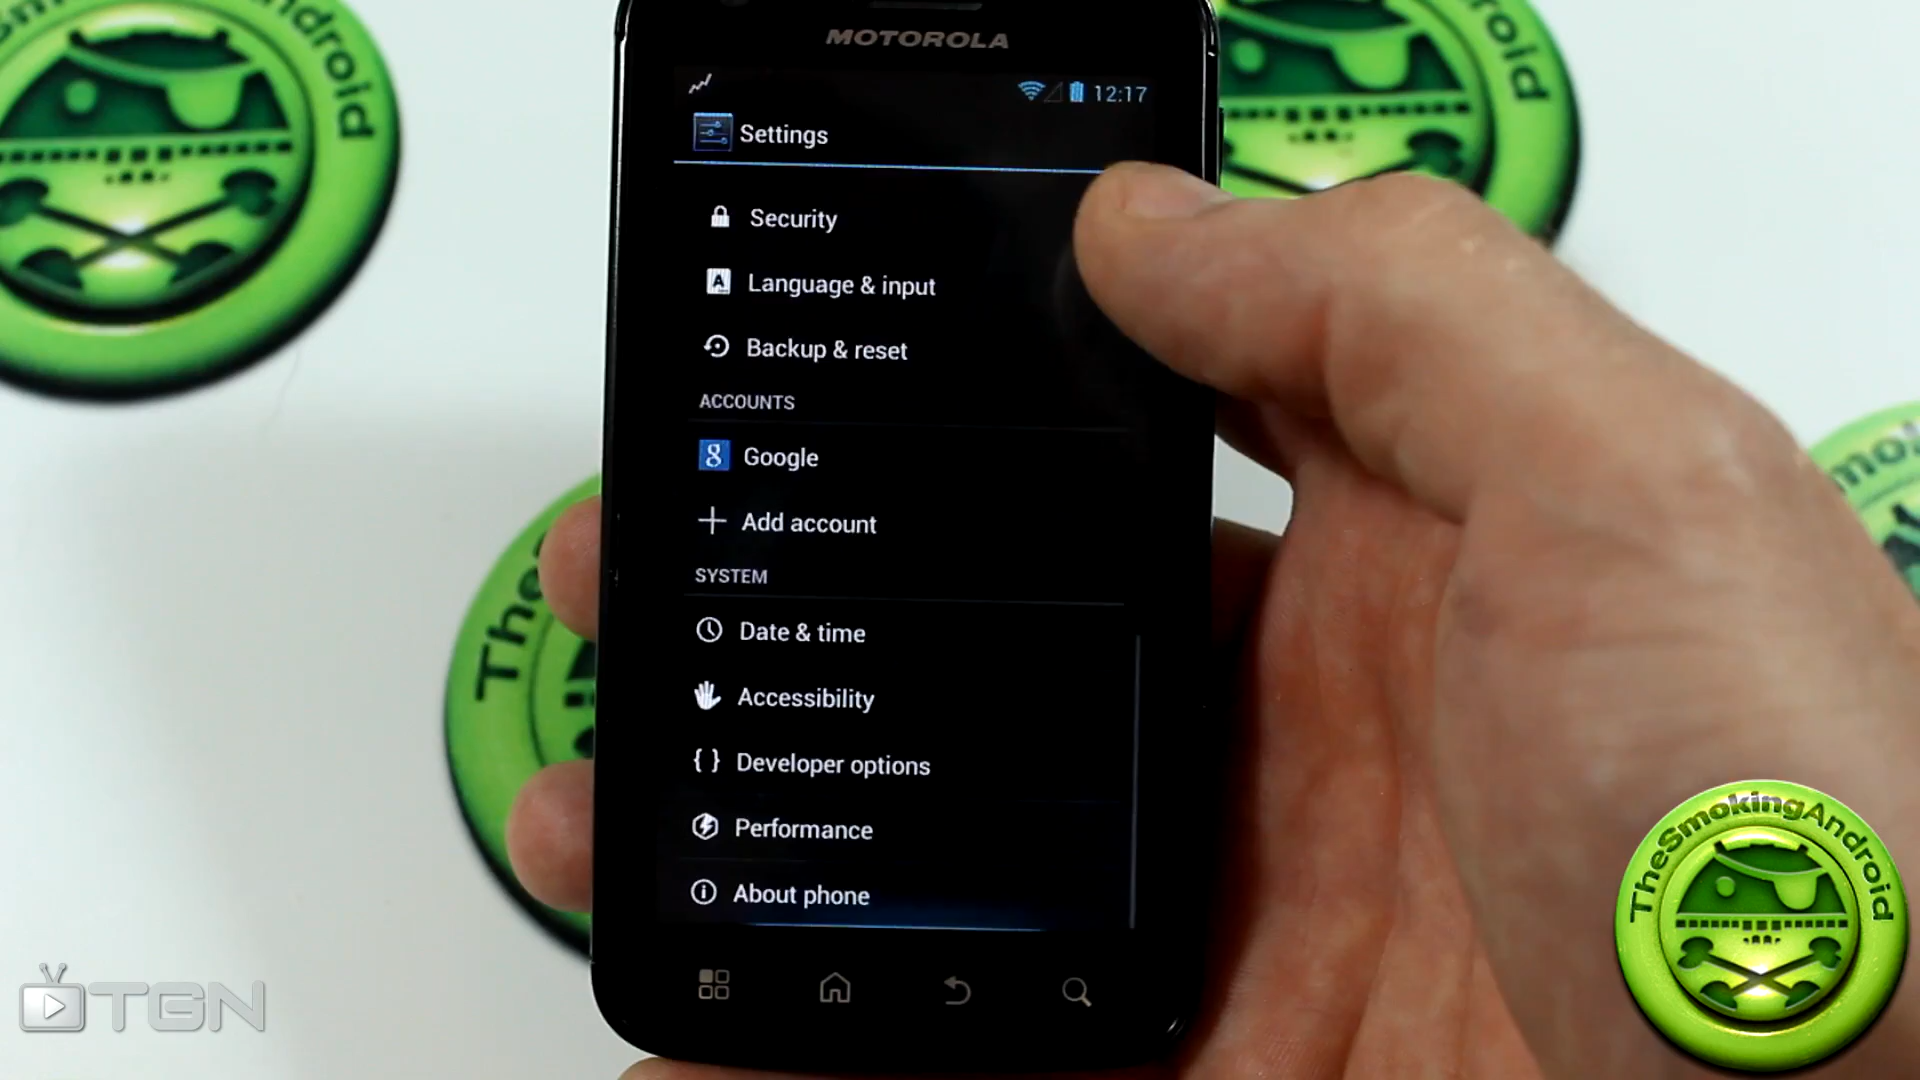 MOTOROLA
12:17
Settings
Security
Language & input
Backup & reset
ACCOUNTS
8 Google
Add account
SYSTEM
Date & time
Accessibility
{ } Developer options
Performance
About phone
TheSmokingAndroid
TGN